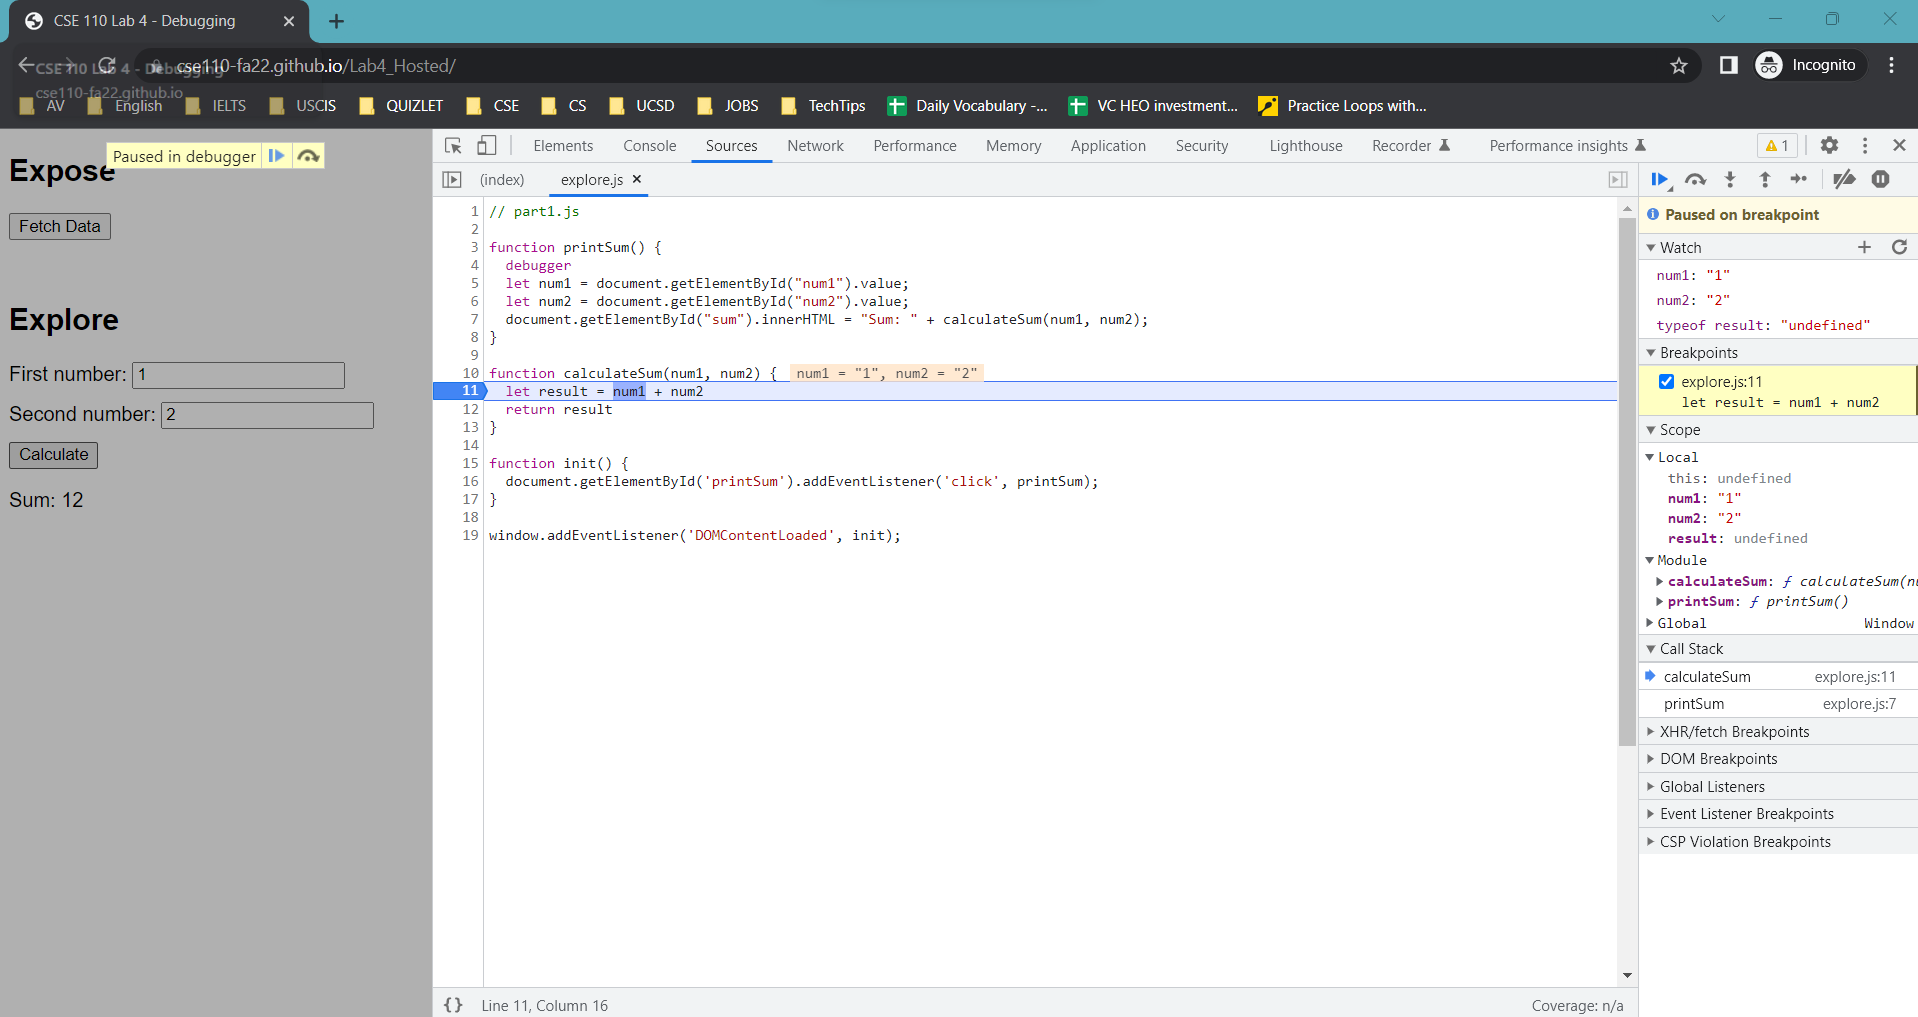 CSE 110 Lab 4 - Debugging
cse110-fa22.github.io/Lab4_Hosted/
Incognito
CSE 110 Lab 4 - Debugging
cse110-fa22.github.io
AV English IELTS USCIS QUIZLET CSE CS UCSD JOBS TechTips Daily Vocabulary -... VC HEO investment... Practice Loops with...
Paused in debugger
Expose
Fetch Data
Explore
First number: 1
Second number: 2
Calculate
Sum: 12
Elements Console Sources Network Performance Memory Application Security Lighthouse Recorder Performance insights 1
(index) explore.js
1 // part1.js
2
3 function printSum() {
4 debugger
5 let num1 = document.getElementById("num1").value;
6 let num2 = document.getElementById("num2").value;
7 document.getElementById("sum").innerHTML = "Sum: " + calculateSum(num1, num2);
8 }
9
10 function calculateSum(num1, num2) { num1 = "1", num2 = "2"
11 let result = num1 + num2
12 return result
13 }
14
15 function init() {
16 document.getElementById('printSum').addEventListener('click', printSum);
17 }
18
19 window.addEventListener('DOMContentLoaded', init);
{} Line 11, Column 16
Coverage: n/a
Paused on breakpoint
Watch
num1: "1"
num2: "2"
typeof result: "undefined"
Breakpoints
explore.js:11
let result = num1 + num2
Scope
Local
this: undefined
num1: "1"
num2: "2"
result: undefined
Module
calculateSum: ƒ calculateSum(nu
printSum: ƒ printSum()
Global Window
Call Stack
calculateSum explore.js:11
printSum explore.js:7
XHR/fetch Breakpoints
DOM Breakpoints
Global Listeners
Event Listener Breakpoints
CSP Violation Breakpoints